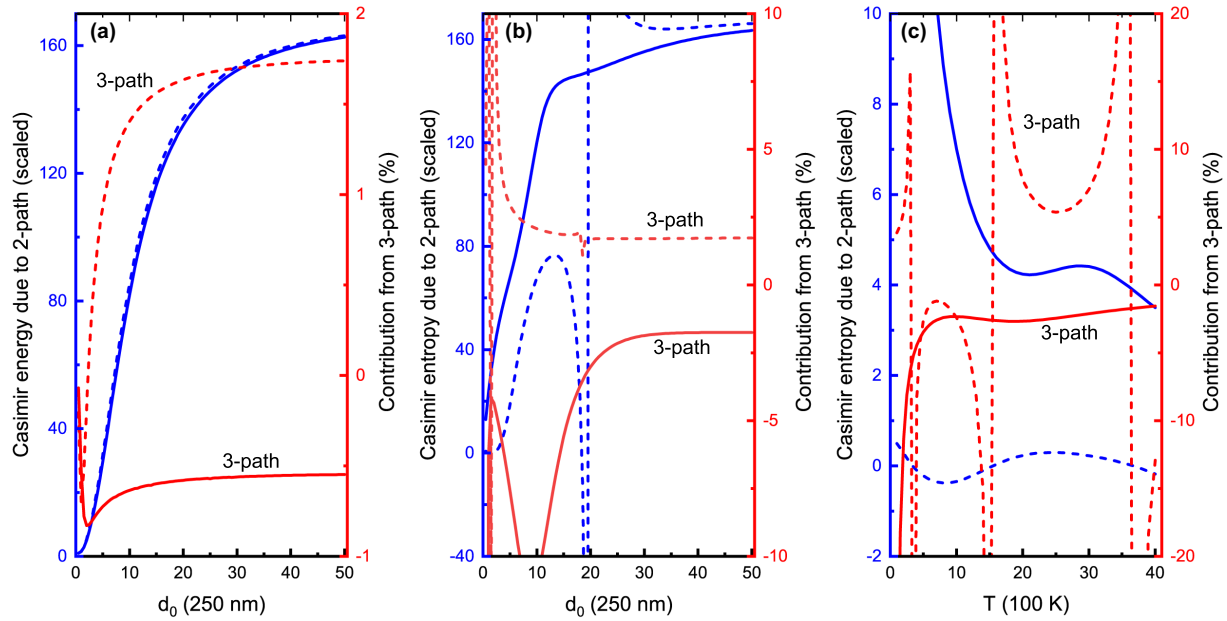 (a)
3-path
3-path
Casimir energy due to 2-path (scaled)
Contribution from 3-path (%)
0
40
80
120
160
-1
0
1
2
0 10 20 30 40 50
d₀ (250 nm)
(b)
3-path
3-path
Casimir entropy due to 2-path (scaled)
Contribution from 3-path (%)
-40
0
40
80
120
160
-10
-5
0
5
10
0 10 20 30 40 50
d₀ (250 nm)
(c)
3-path
3-path
Casimir entropy due to 2-path (scaled)
Contribution from 3-path (%)
-2
0
2
4
6
8
10
-20
-10
0
10
20
0 10 20 30 40
T (100 K)